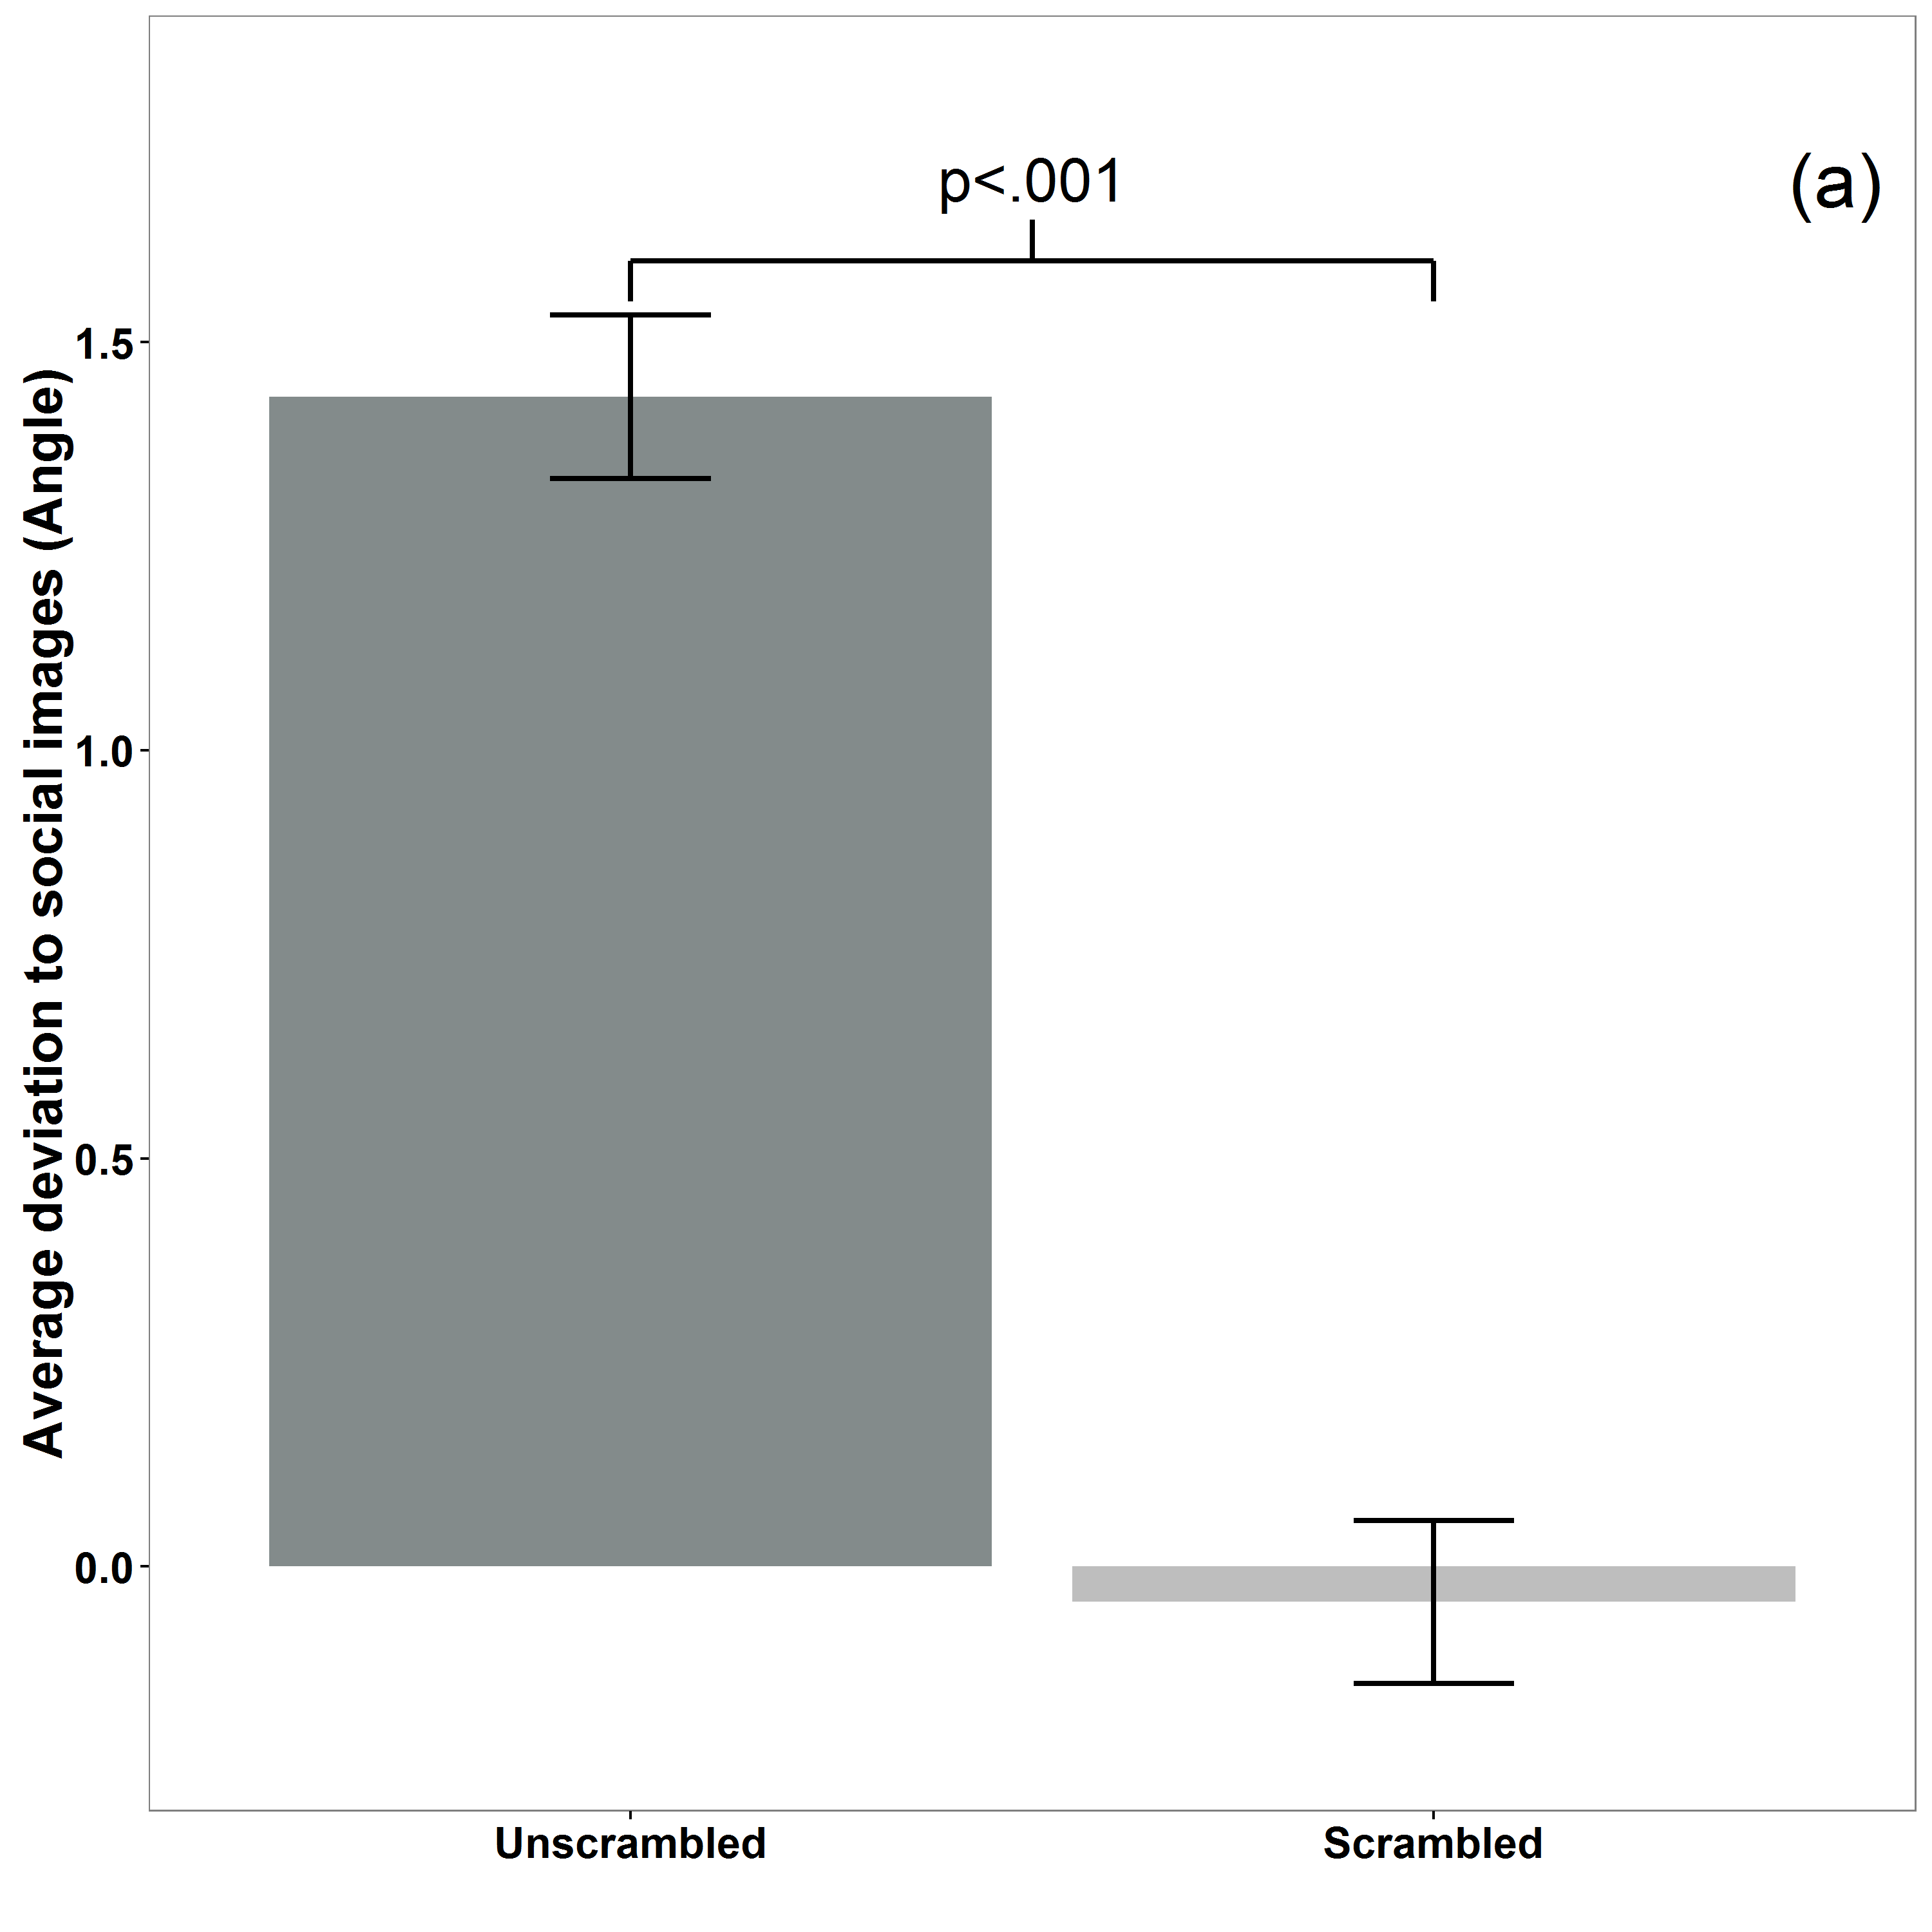 p<.001
(a)
Average deviation to social images (Angle)
1.5
1.0
0.5
0.0
Unscrambled
Scrambled